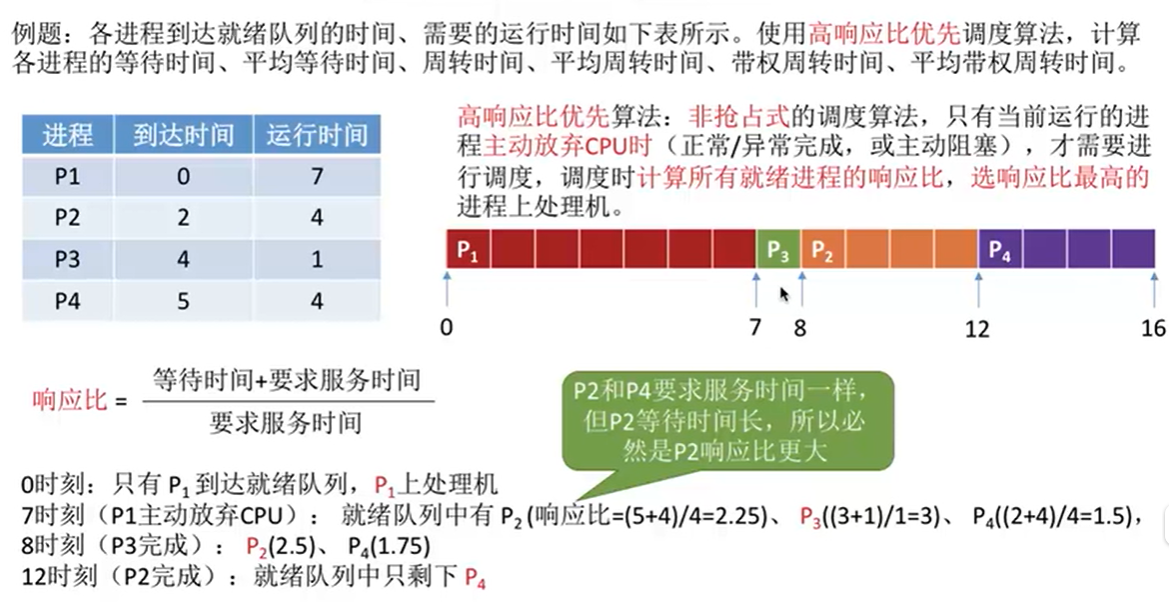 例题：各进程到达就绪队列的时间、需要的运行时间如下表所示。使用高响应比优先调度算法，计算
各进程的等待时间、平均等待时间、周转时间、平均周转时间、带权周转时间、平均带权周转时间。
进程 到达时间 运行时间
P1 0 7
P2 2 4
P3 4 1
P4 5 4
高响应比优先算法：非抢占式的调度算法，只有当前运行的进
程主动放弃CPU时（正常/异常完成，或主动阻塞），才需要进
行调度，调度时计算所有就绪进程的响应比，选响应比最高的
进程上处理机。
P1 P3 P2 P4
0 7 8 12 16
等待时间+要求服务时间
响应比 =
要求服务时间
P2和P4要求服务时间一样，
但P2等待时间长，所以必
然是P2响应比更大
0时刻：只有 P1 到达就绪队列，P1上处理机
7时刻（P1主动放弃CPU）： 就绪队列中有 P2 (响应比=(5+4)/4=2.25)、 P3((3+1)/1=3)、 P4((2+4)/4=1.5)，
8时刻（P3完成）： P2(2.5)、 P4(1.75)
12时刻（P2完成）：就绪队列中只剩下 P4